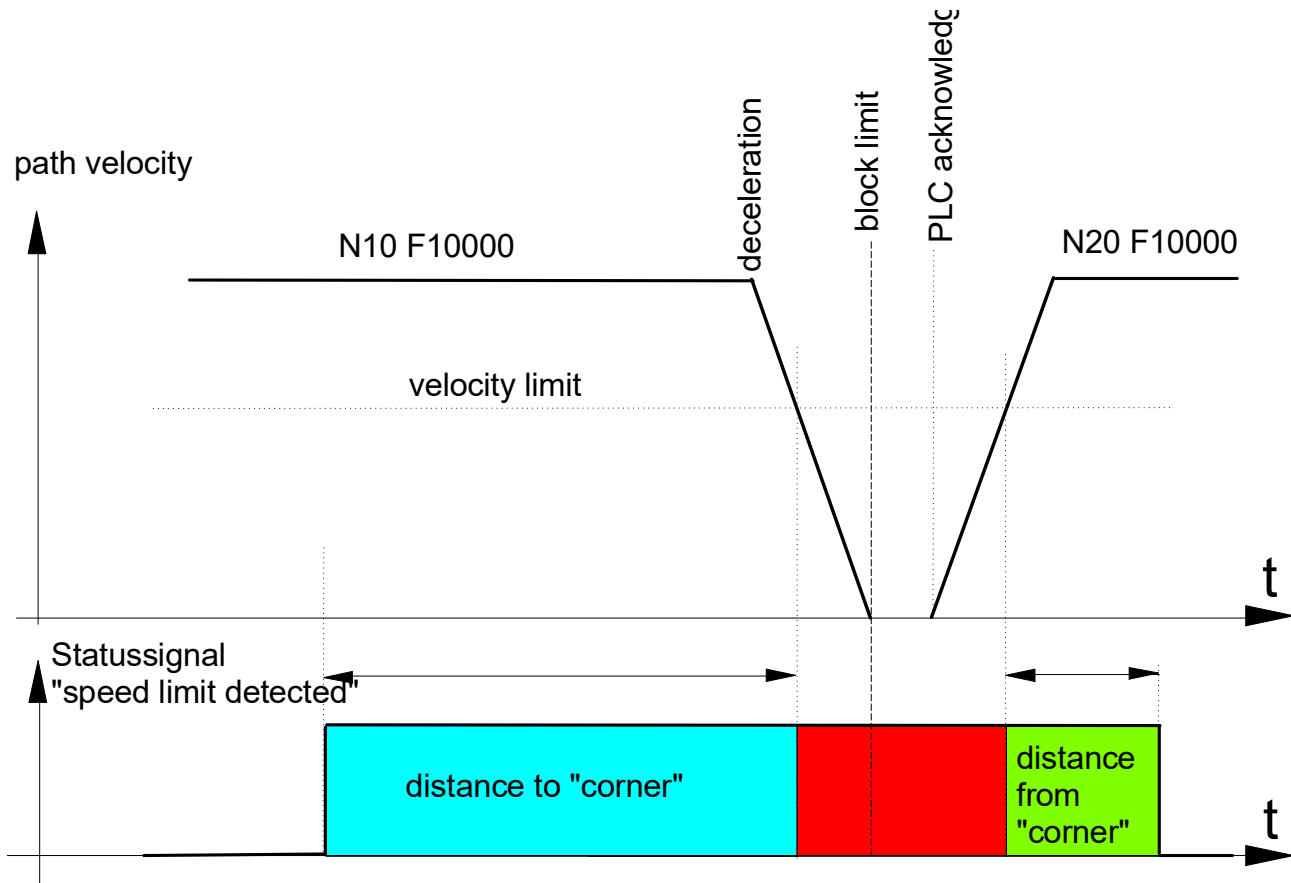 path velocity
N10 F10000
deceleration
block limit
PLC
N20 F10000
velocity limit
t
Statussignal
"speed limit detected"
distance to "corner"
distance
from
"corner"
t